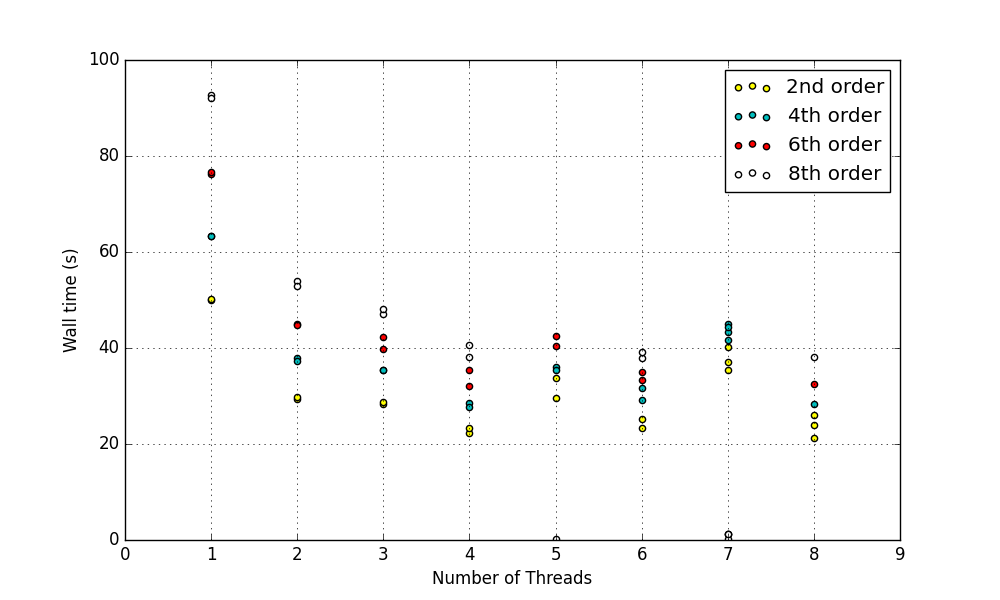 100
80
60
40
20
0
Wall time (s)
2nd order
4th order
6th order
8th order
0 1 2 3 4 5 6 7 8 9
Number of Threads